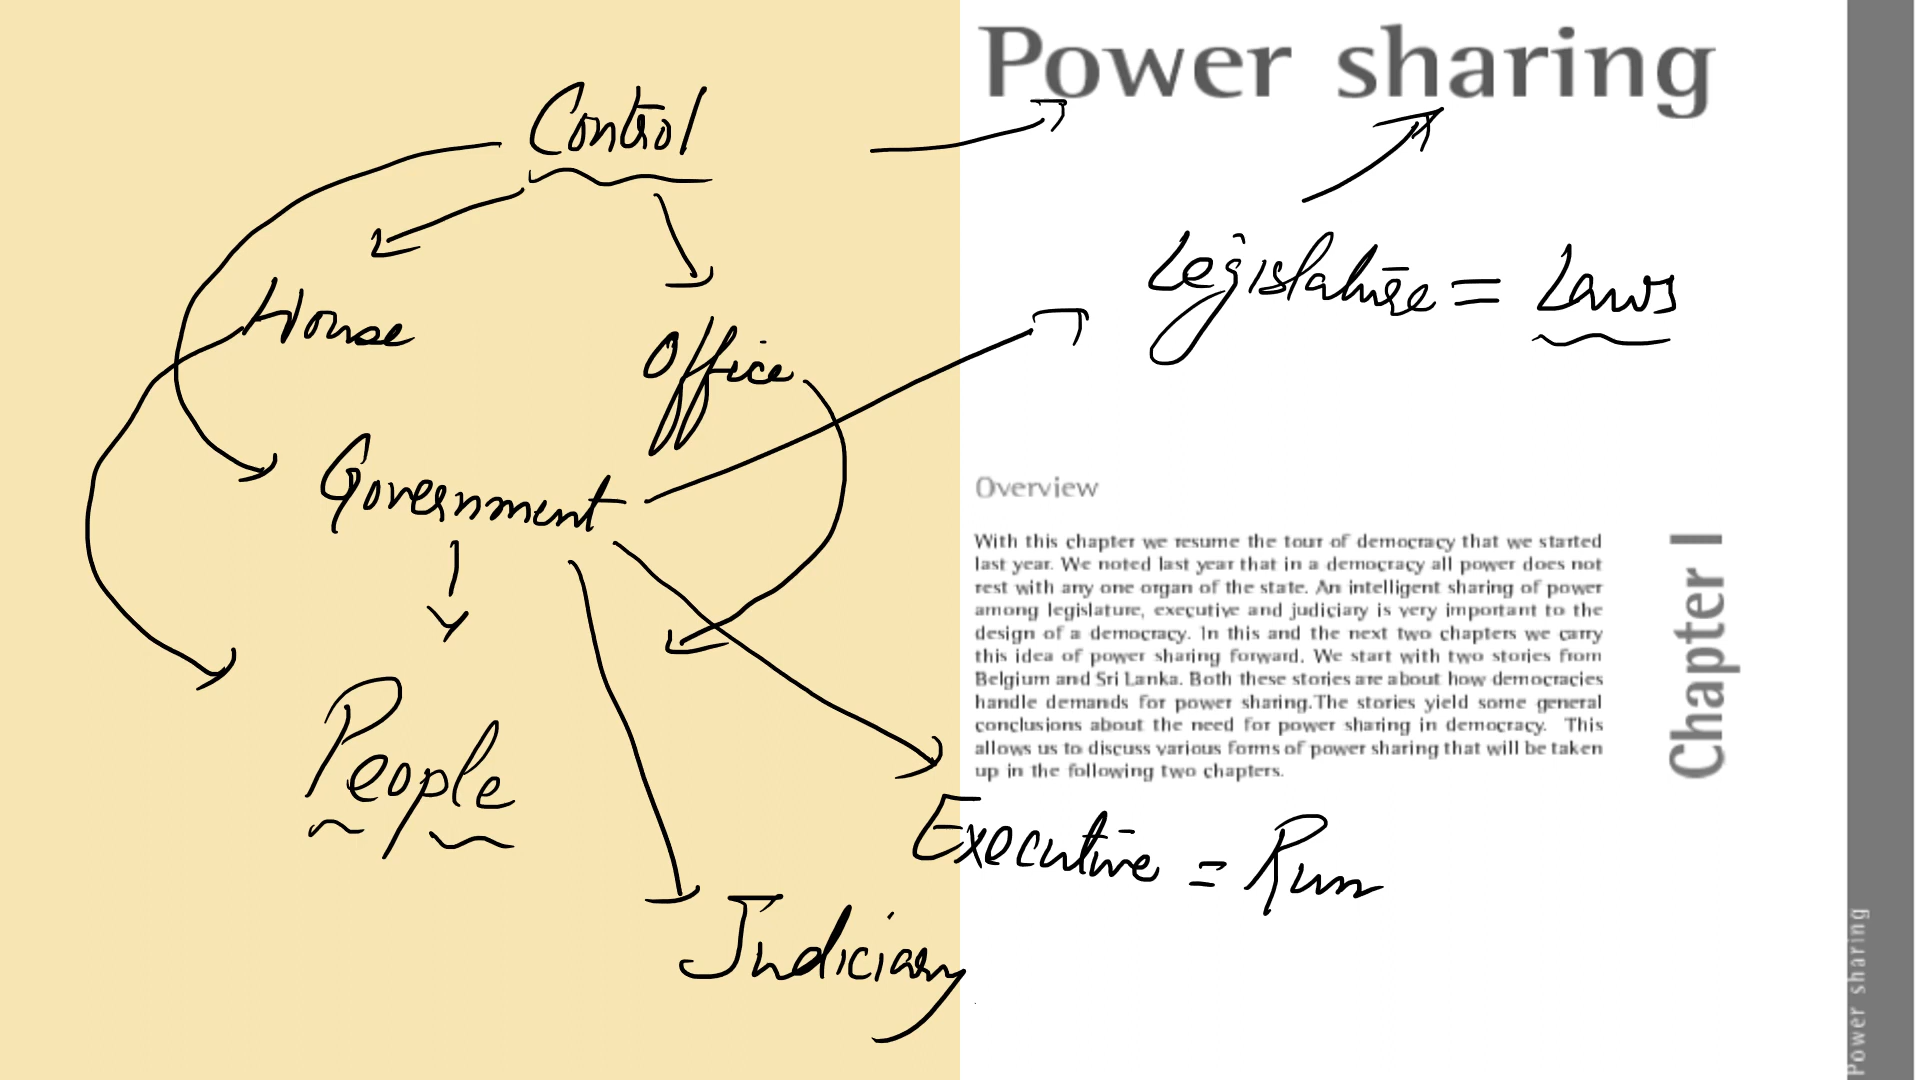 Control
House
Office
Government
People
Judiciary
Power sharing
Legislature = Laws
Overview
With this chapter we resume the tour of democracy that we started
last year. We noted last year that in a democracy all power does not
rest with any one organ of the state. An intelligent sharing of power
among legislature, executive and judiciary is very important to the
design of a democracy. In this and the next two chapters we carry
this idea of power sharing forward. We start with two stories from
Belgium and Sri Lanka. Both these stories are about how democracies
handle demands for power sharing.The stories yield some general
conclusions about the need for power sharing in democracy. This
allows us to discuss various forms of power sharing that will be taken
up in the following two chapters.
Executive = Run
Chapter I
Power sharing